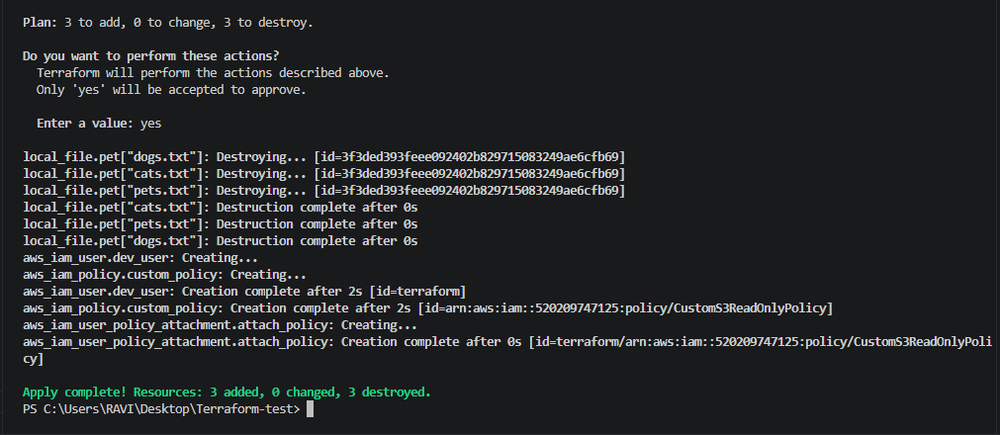 Plan: 3 to add, 0 to change, 3 to destroy.
Do you want to perform these actions?
Terraform will perform the actions described above.
Only 'yes' will be accepted to approve.
Enter a value: yes
local_file.pet["dogs.txt"]: Destroying... [id=3f3ded393feee092402b829715083249ae6cfb69]
local_file.pet["cats.txt"]: Destroying... [id=3f3ded393feee092402b829715083249ae6cfb69]
local_file.pet["pets.txt"]: Destroying... [id=3f3ded393feee092402b829715083249ae6cfb69]
local_file.pet["cats.txt"]: Destruction complete after 0s
local_file.pet["pets.txt"]: Destruction complete after 0s
local_file.pet["dogs.txt"]: Destruction complete after 0s
aws_iam_user.dev_user: Creating...
aws_iam_policy.custom_policy: Creating...
aws_iam_user.dev_user: Creation complete after 2s [id=terraform]
aws_iam_policy.custom_policy: Creation complete after 2s [id=arn:aws:iam::520209747125:policy/CustomS3ReadOnlyPolicy]
aws_iam_user_policy_attachment.attach_policy: Creating...
aws_iam_user_policy_attachment.attach_policy: Creation complete after 0s [id=terraform/arn:aws:iam::520209747125:policy/CustomS3ReadOnlyPoli
cy]
Apply complete! Resources: 3 added, 0 changed, 3 destroyed.
PS C:\Users\RAVI\Desktop\Terraform-test>